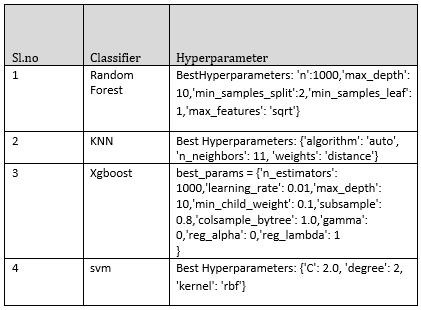 Sl.no Classifier Hyperparameter
1 Random Forest BestHyperparameters: 'n':1000,'max_depth':
10,'min_samples_split':2,'min_samples_leaf':
1,'max_features': 'sqrt'}
2 KNN Best Hyperparameters: {'algorithm': 'auto',
'n_neighbors': 11, 'weights': 'distance'}
3 Xgboost best_params = {'n_estimators':
1000,'learning_rate': 0.01,'max_depth':
10,'min_child_weight': 0.1,'subsample':
0.8,'colsample_bytree': 1.0,'gamma':
0,'reg_alpha': 0,'reg_lambda': 1
}
4 svm Best Hyperparameters: {'C': 2.0, 'degree': 2,
'kernel': 'rbf'}